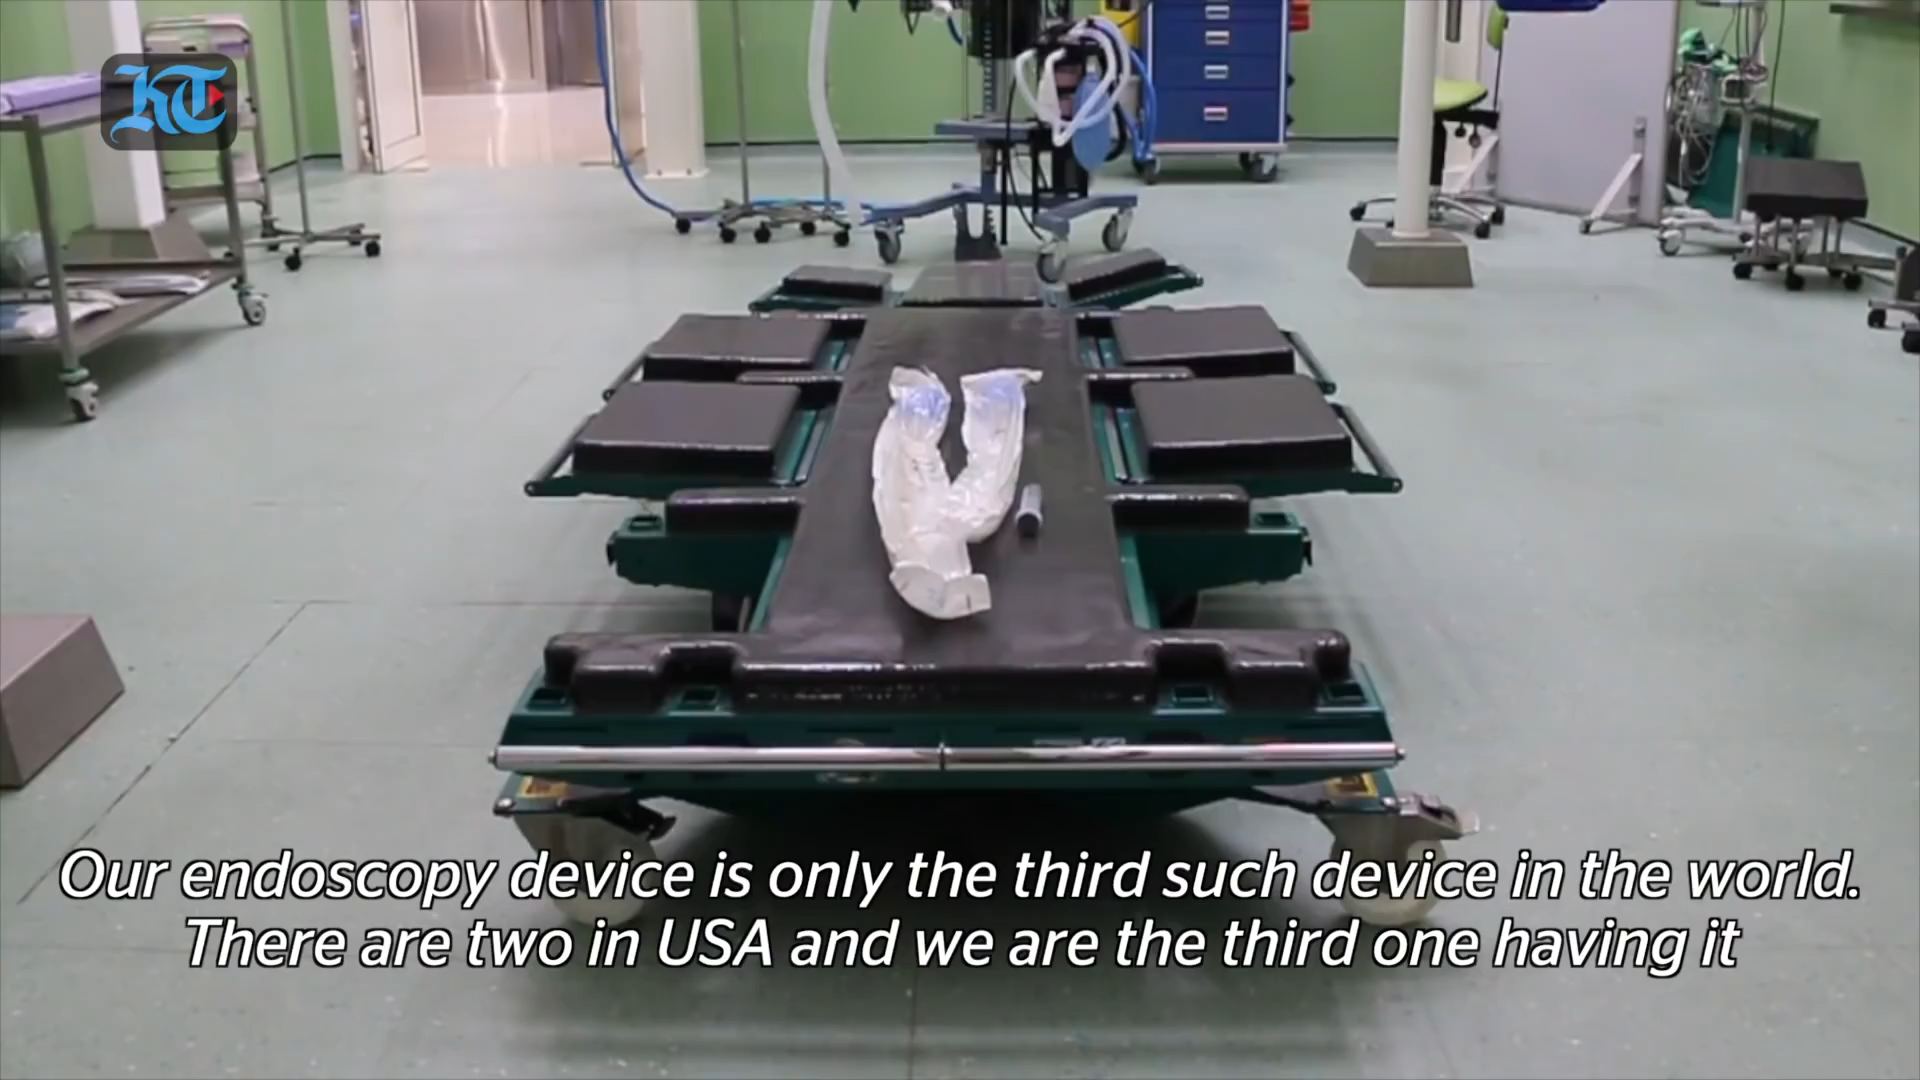 KT
Our endoscopy device is only the third such device in the world.
There are two in USA and we are the third one having it